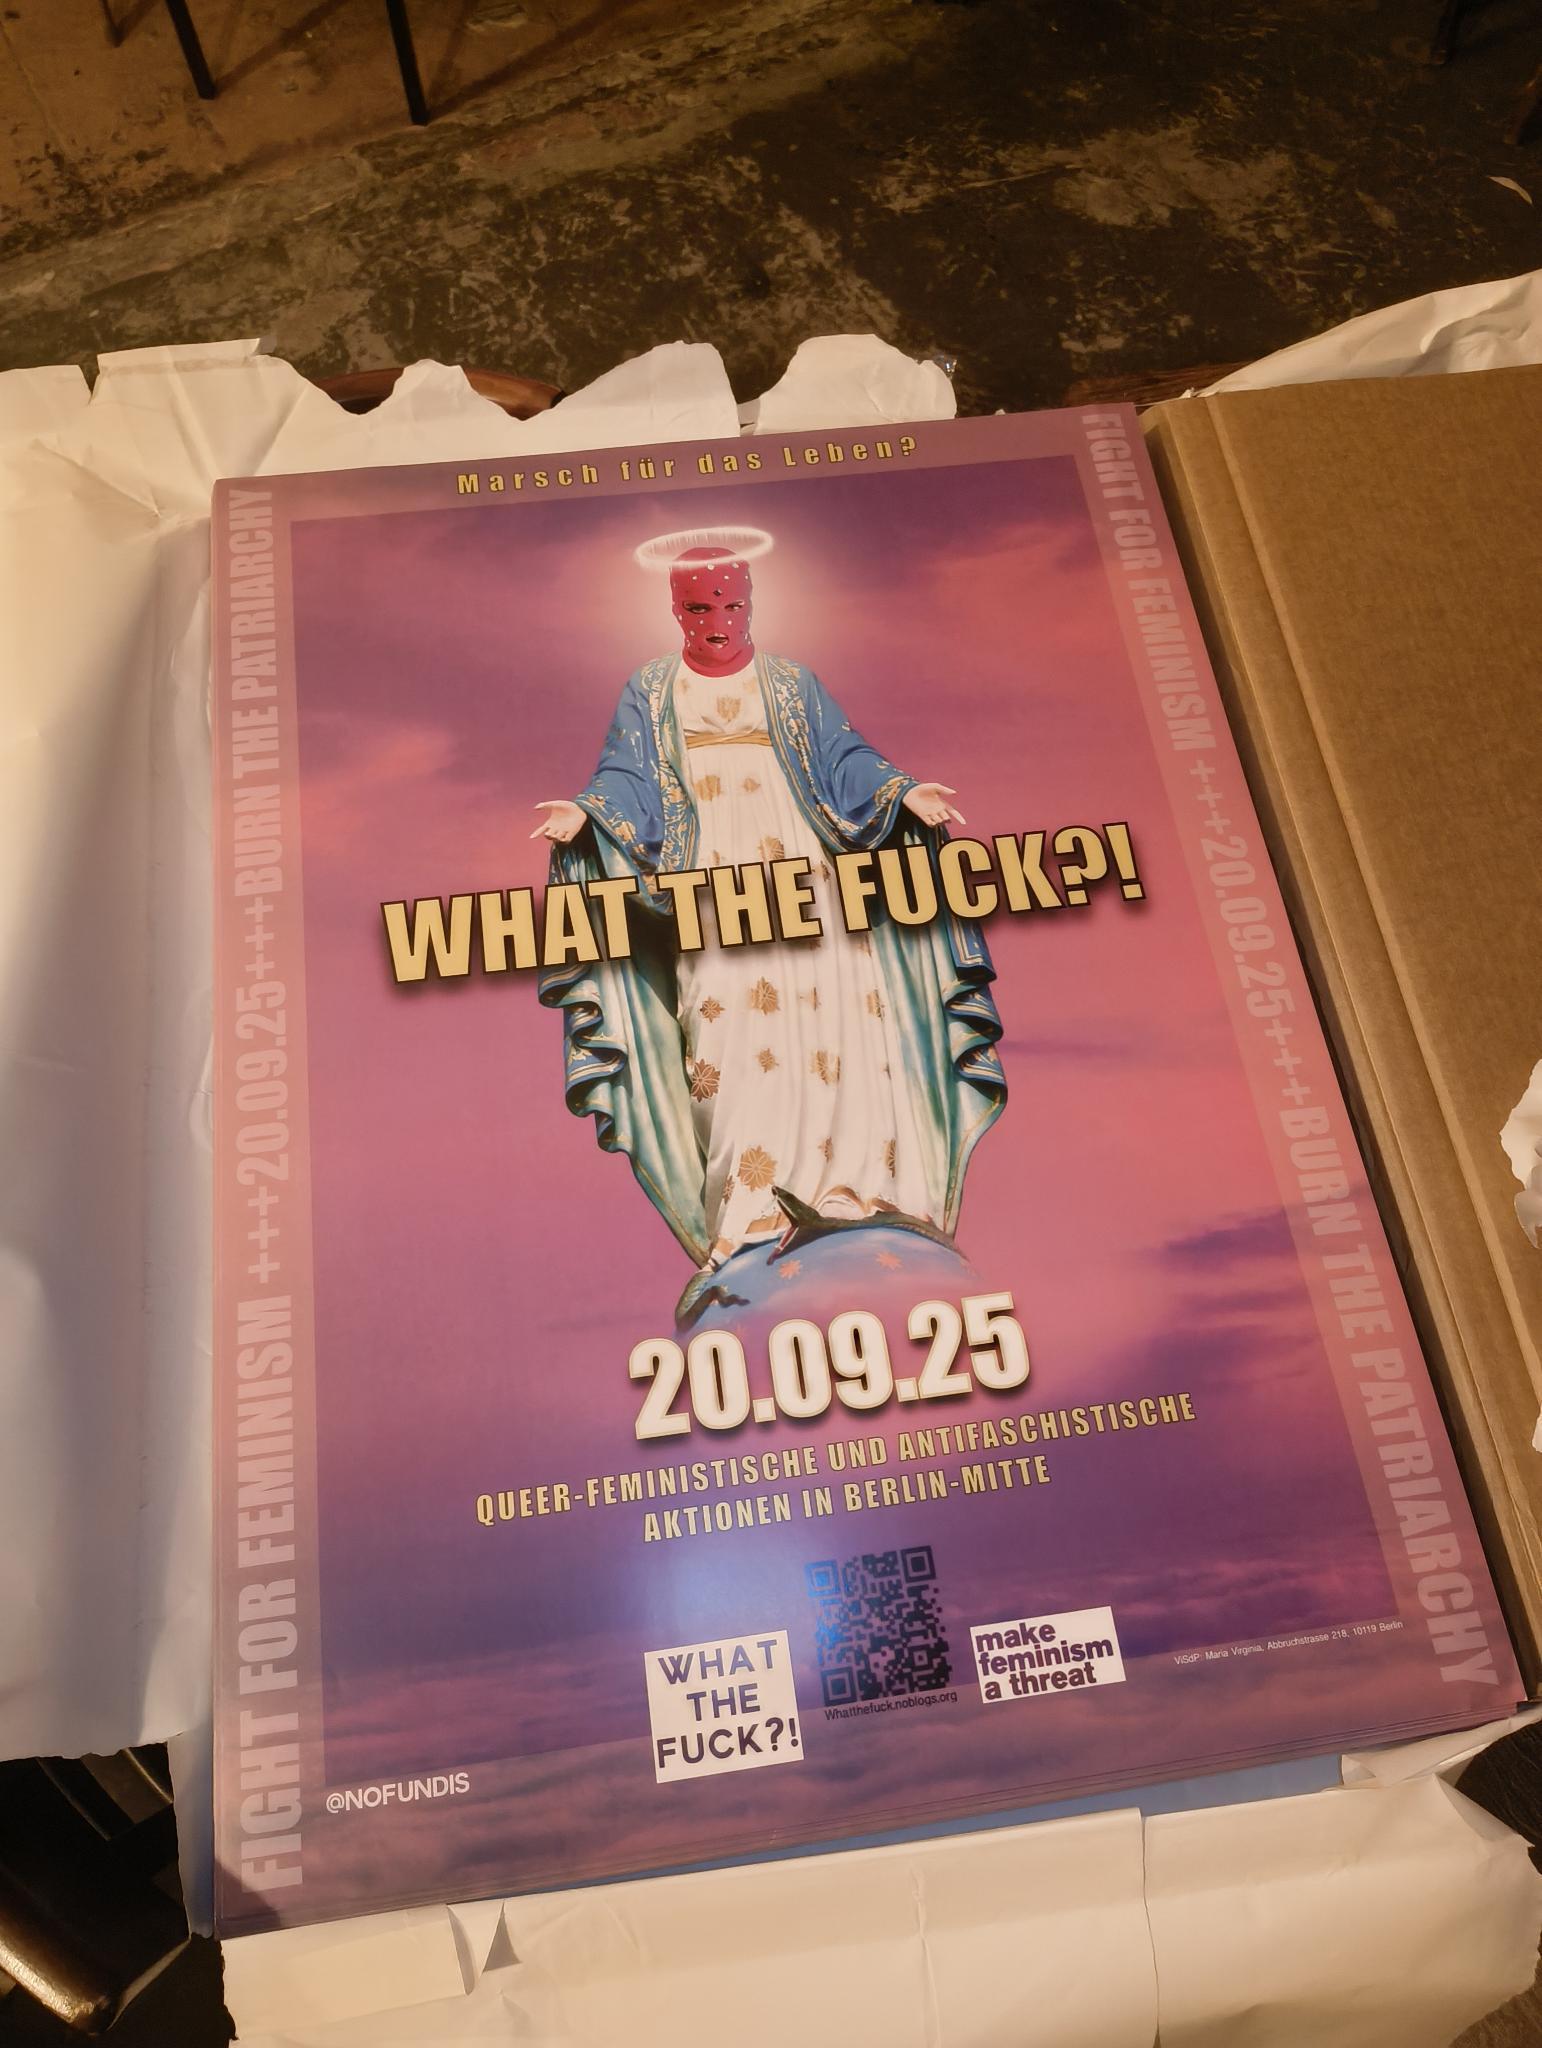 Marsch für das Leben?
FIGHT FOR FEMINISM +++20.09.25+++BURN THE PATRIARCHY
FIGHT FOR FEMINISM ++++20.09.25++++BURN THE PATRIARCHY
WHAT THE FUCK?!
20.09.25
QUEER-FEMINISTISCHE UND ANTIFASCHISTISCHE
AKTIONEN IN BERLIN-MITTE
WHAT
THE
FUCK?!
Whatthefuck.noblogs.org
make
feminism
a threat
ViSdP: Maria Virginia, Abbruchstrasse 218, 10119 Berlin
@NOFUNDIS